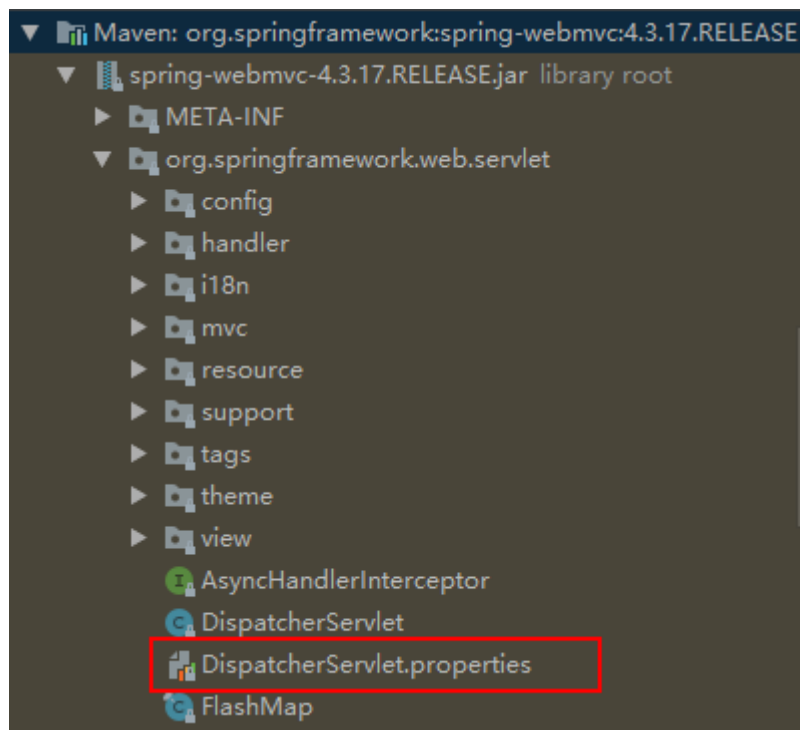 Maven: org.springframework:spring-webmvc:4.3.17.RELEASE
spring-webmvc-4.3.17.RELEASE.jar library root
META-INF
org.springframework.web.servlet
config
handler
i18n
mvc
resource
support
tags
theme
view
AsyncHandlerInterceptor
DispatcherServlet
DispatcherServlet.properties
FlashMap